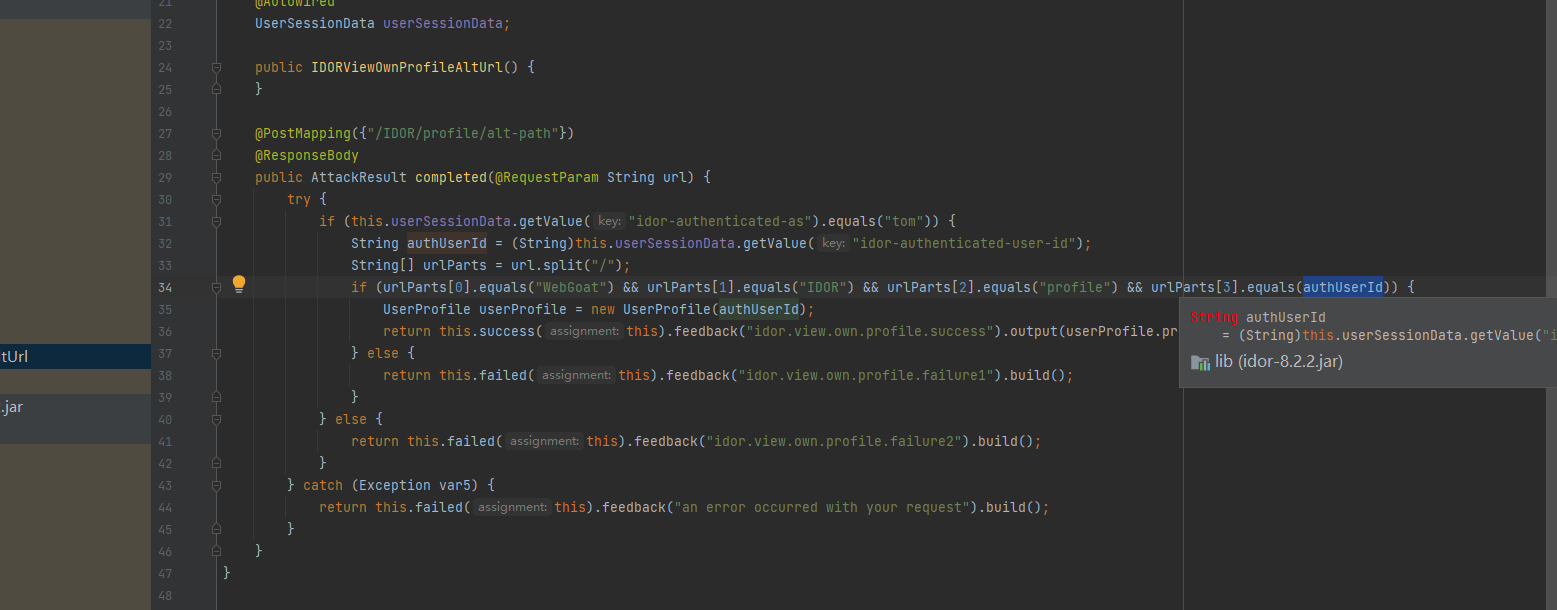 21 @Autowired
22 UserSessionData userSessionData;
23
24 public IDORViewOwnProfileAltUrl() {
25 }
26
27 @PostMapping({"/IDOR/profile/alt-path"})
28 @ResponseBody
29 public AttackResult completed(@RequestParam String url) {
30 try {
31 if (this.userSessionData.getValue( key: "idor-authenticated-as").equals("tom")) {
32 String authUserId = (String)this.userSessionData.getValue( key: "idor-authenticated-user-id");
33 String[] urlParts = url.split("/");
34 if (urlParts[0].equals("WebGoat") && urlParts[1].equals("IDOR") && urlParts[2].equals("profile") && urlParts[3].equals(authUserId)) {
35 UserProfile userProfile = new UserProfile(authUserId);
String authUserId
36 return this.success( assignment: this).feedback("idor.view.own.profile.success").output(userProfile.pr
= (String)this.userSessionData.getValue("i
tUrl
37 } else {
lib (idor-8.2.2.jar)
38 return this.failed( assignment: this).feedback("idor.view.own.profile.failure1").build();
39 }
.jar
40 } else {
41 return this.failed( assignment: this).feedback("idor.view.own.profile.failure2").build();
42 }
43 } catch (Exception var5) {
44 return this.failed( assignment: this).feedback("an error occurred with your request").build();
45 }
46 }
47 }
48